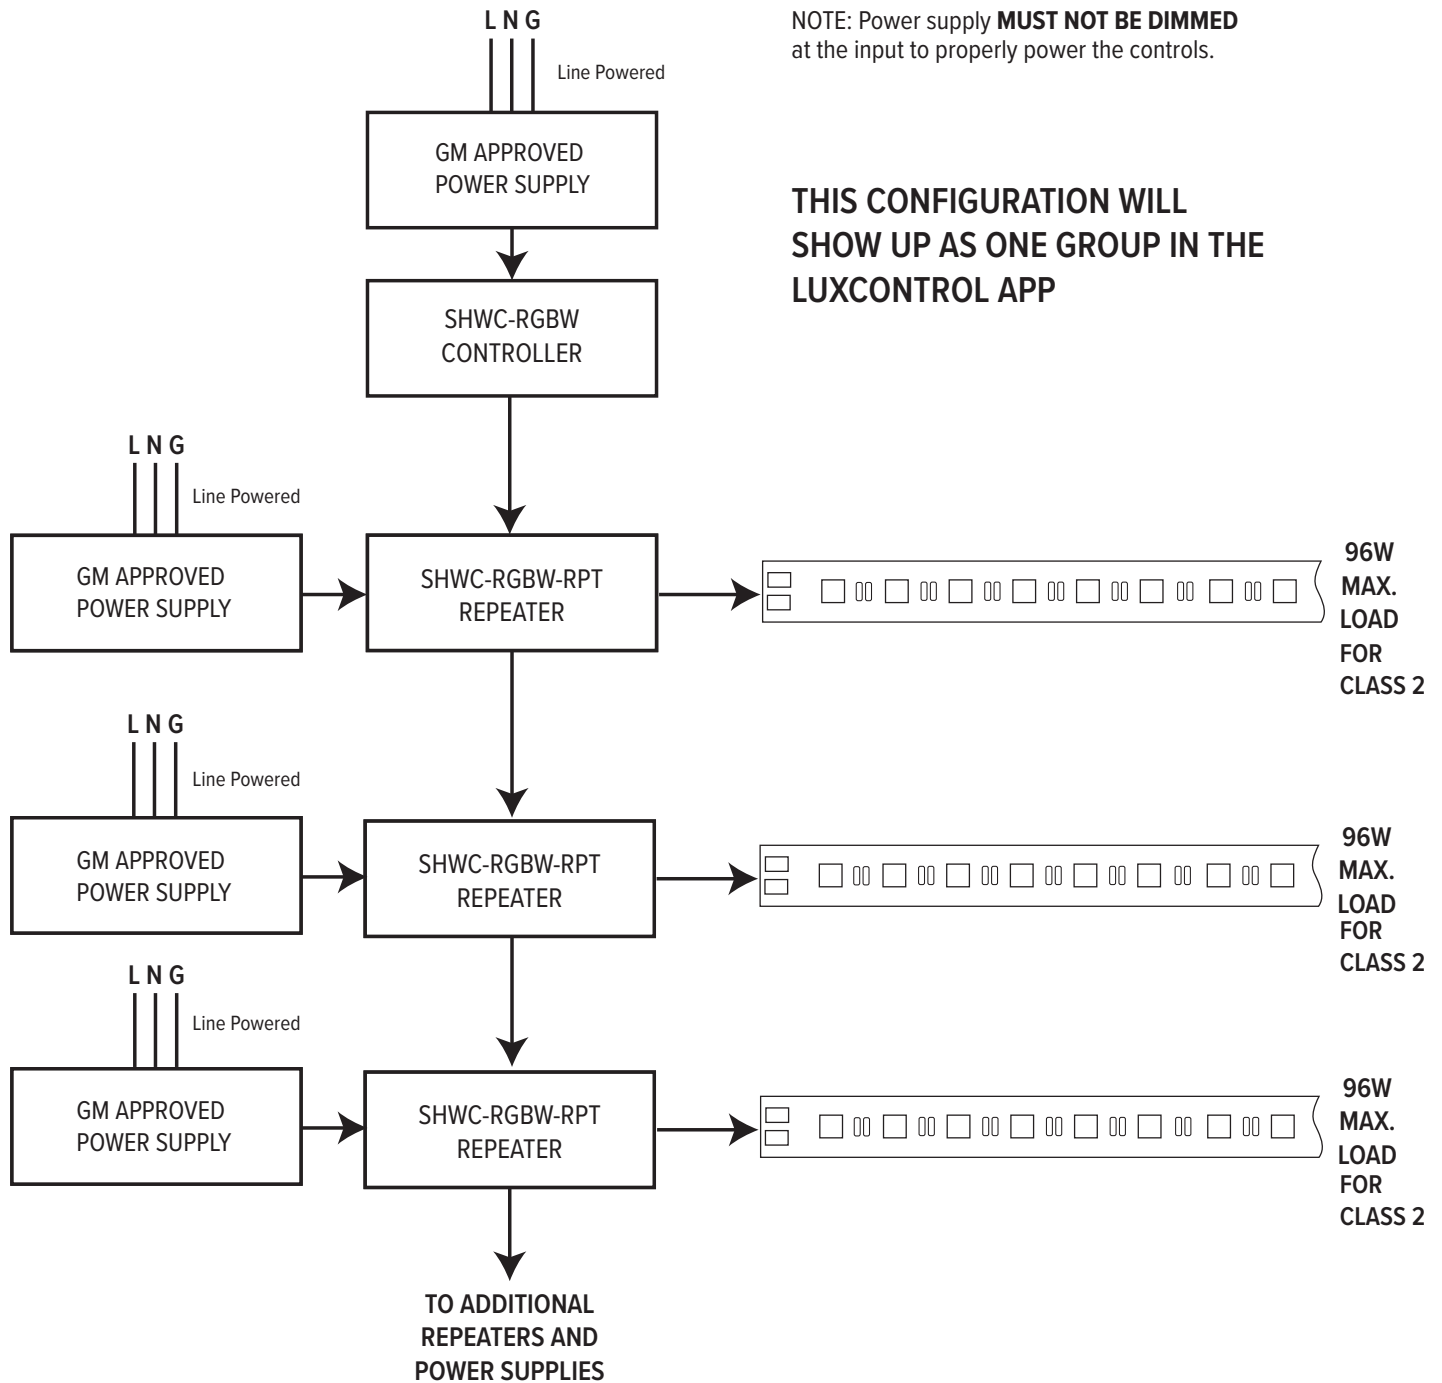 L N G
Line Powered
NOTE: Power supply MUST NOT BE DIMMED
at the input to properly power the controls.
GM APPROVED
POWER SUPPLY
THIS CONFIGURATION WILL
SHOW UP AS ONE GROUP IN THE
LUXCONTROL APP
SHWC-RGBW
CONTROLLER
L N G
Line Powered
GM APPROVED
POWER SUPPLY
SHWC-RGBW-RPT
REPEATER
96W
MAX.
LOAD
FOR
CLASS 2
L N G
Line Powered
GM APPROVED
POWER SUPPLY
SHWC-RGBW-RPT
REPEATER
96W
MAX.
LOAD
FOR
CLASS 2
L N G
Line Powered
GM APPROVED
POWER SUPPLY
SHWC-RGBW-RPT
REPEATER
96W
MAX.
LOAD
FOR
CLASS 2
TO ADDITIONAL
REPEATERS AND
POWER SUPPLIES